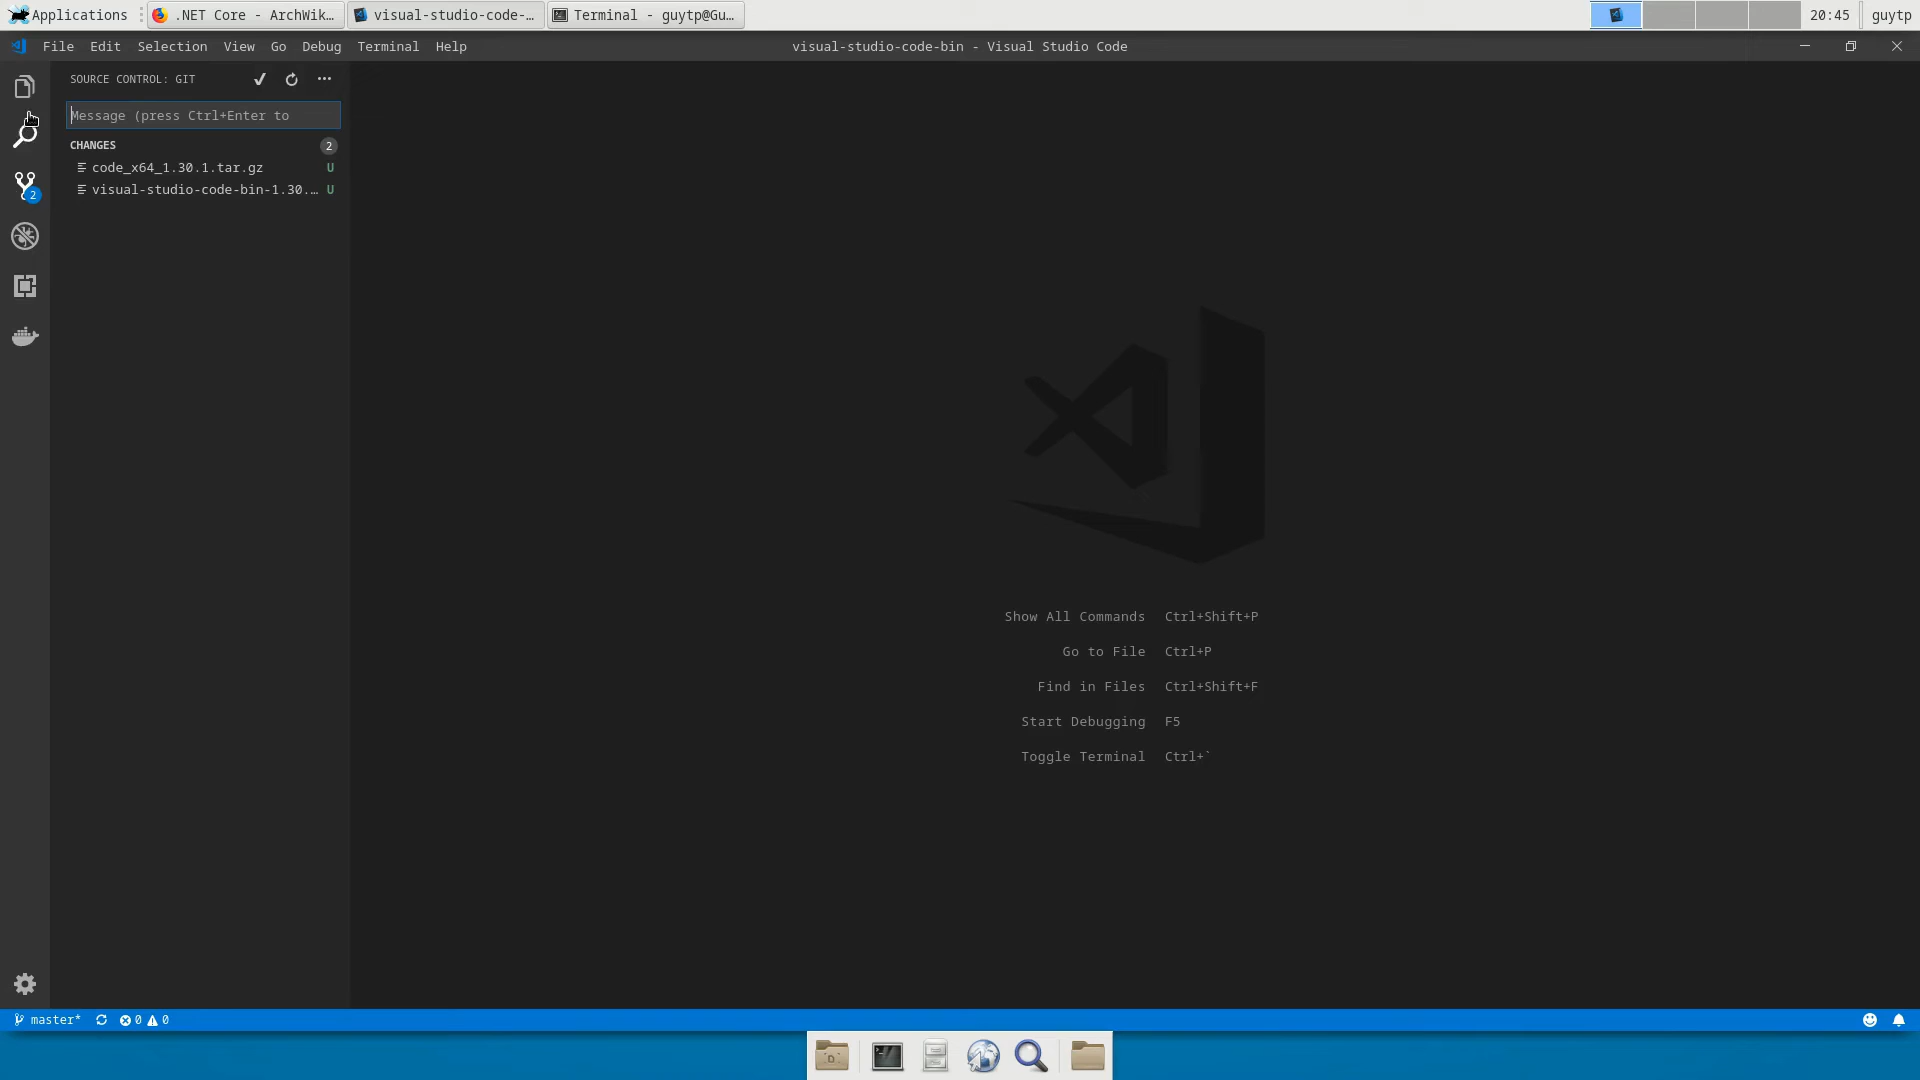 Applications
.NET Core - ArchWik...
visual-studio-code-...
Terminal - guytp@Gu...
20:45
guytp
File Edit Selection View Go Debug Terminal Help
visual-studio-code-bin - Visual Studio Code
SOURCE CONTROL: GIT
Message (press Ctrl+Enter to
CHANGES 2
code_x64_1.30.1.tar.gz U
visual-studio-code-bin-1.30.... U
2
Show All Commands Ctrl+Shift+P
Go to File Ctrl+P
Find in Files Ctrl+Shift+F
Start Debugging F5
Toggle Terminal Ctrl+`
master* 0 0
D